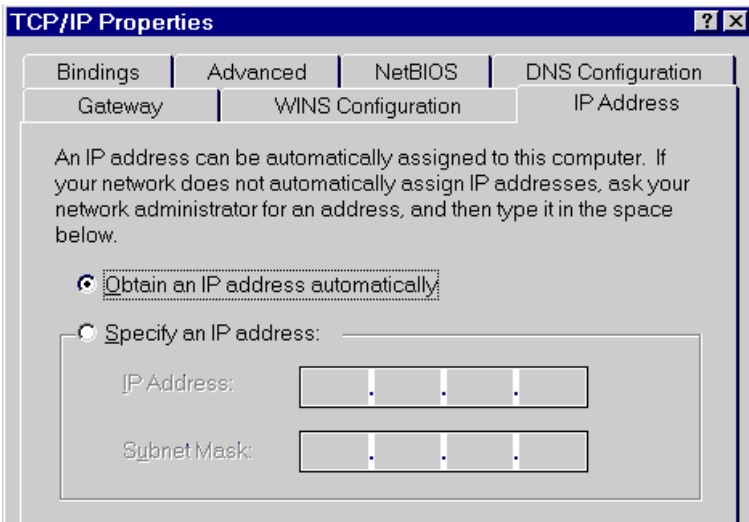 TCP/IP Properties
Bindings Advanced NetBIOS DNS Configuration
Gateway WINS Configuration IP Address
An IP address can be automatically assigned to this computer. If
your network does not automatically assign IP addresses, ask your
network administrator for an address, and then type it in the space
below.
Obtain an IP address automatically
Specify an IP address:
IP Address:
Subnet Mask: